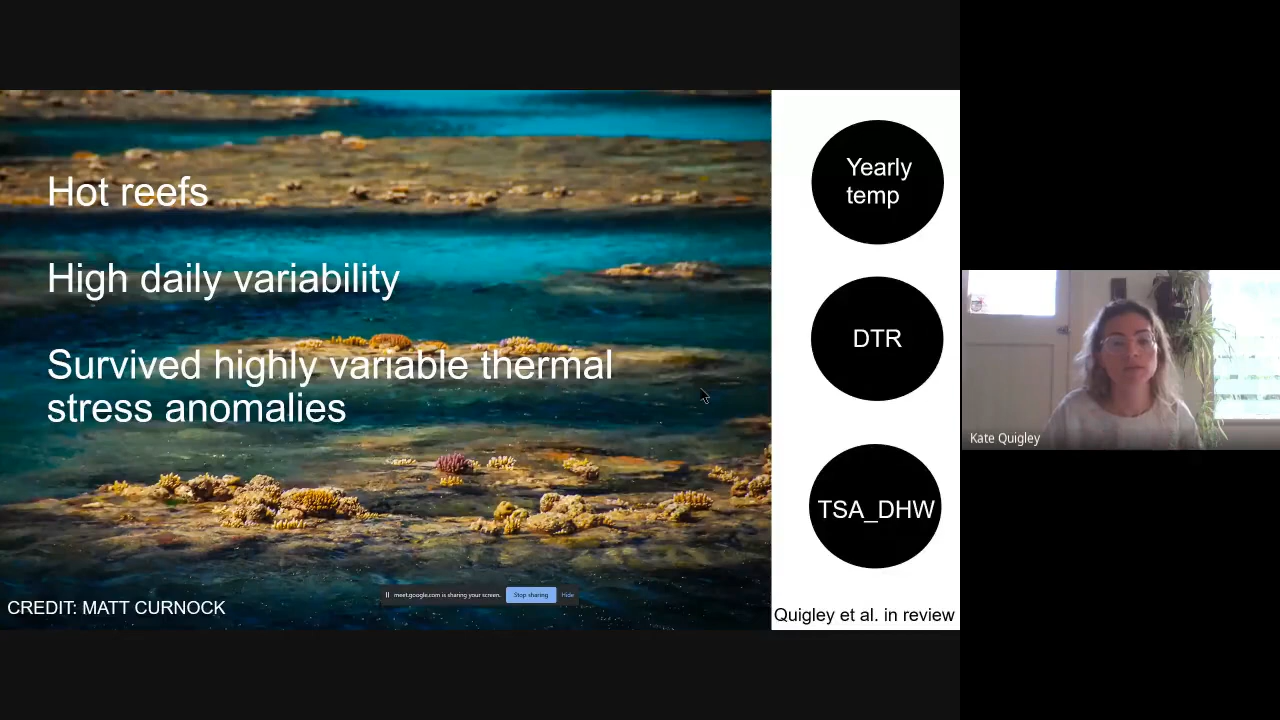 Hot reefs
High daily variability
Survived highly variable thermal
stress anomalies
CREDIT: MATT CURNOCK
meet.google.com is sharing your screen.
Stop sharing
Hide
Yearly
temp
DTR
TSA_DHW
Quigley et al. in review
Kate Quigley